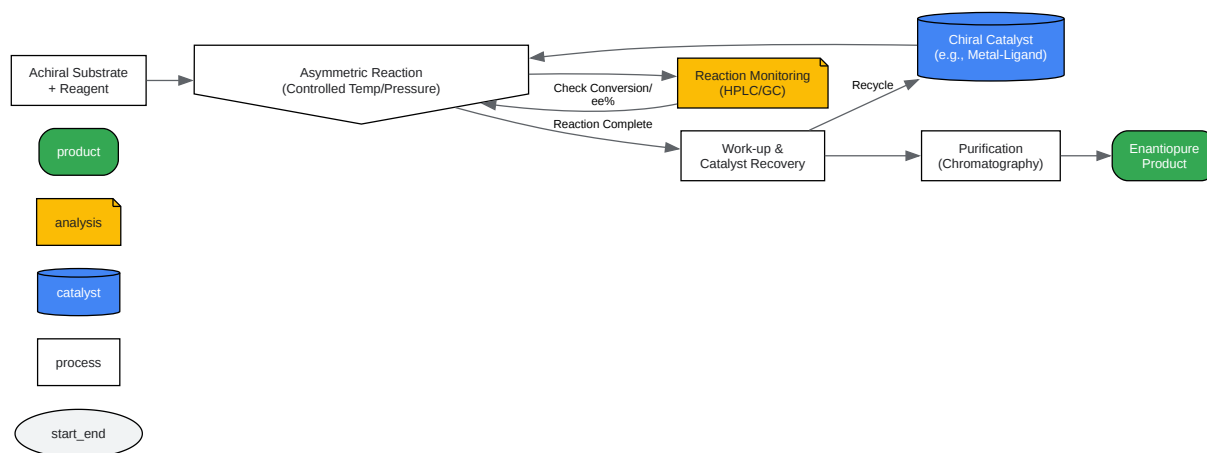 Achiral Substrate
+ Reagent
Asymmetric Reaction
(Controlled Temp/Pressure)
Check Conversion/
ee%
Reaction Complete
Reaction Monitoring
(HPLC/GC)
Chiral Catalyst
(e.g., Metal-Ligand)
Recycle
Work-up &
Catalyst Recovery
Purification
(Chromatography)
Enantiopure
Product
product
analysis
catalyst
process
start_end